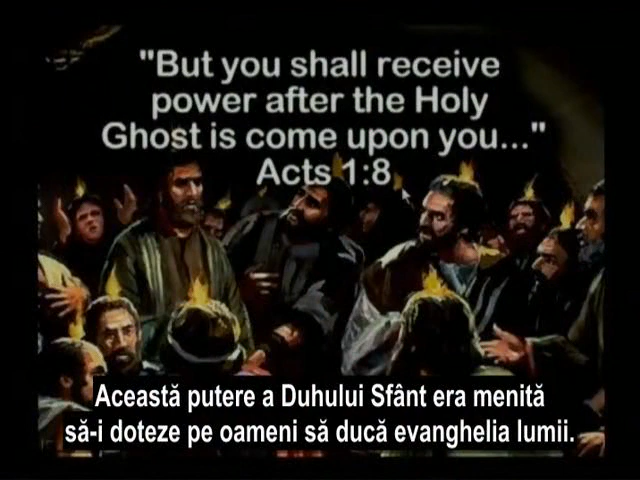 "But you shall receive
power after the Holy
Ghost is come upon you..."
Acts 1:8
Această putere a Duhului Sfânt era menită
să-i doteze pe oameni să ducă evanghelia lumii.